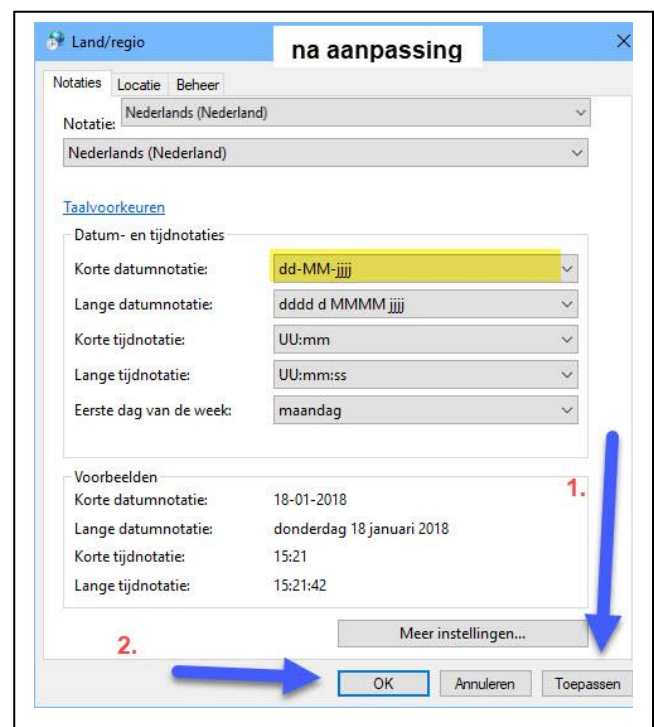 Land/regio
na aanpassing
Notaties Locatie Beheer
Notatie: Nederlands (Nederland)
Nederlands (Nederland)
Taalvoorkeuren
Datum- en tijdnotaties
Korte datumnotatie: dd-MM-jjjj
Lange datumnotatie: dddd d MMMM jjjj
Korte tijdnotatie: UU:mm
Lange tijdnotatie: UU:mm:ss
Eerste dag van de week: maandag
Voorbeelden
1.
Korte datumnotatie: 18-01-2018
Lange datumnotatie: donderdag 18 januari 2018
Korte tijdnotatie: 15:21
Lange tijdnotatie: 15:21:42
Meer instellingen...
2.
OK Annuleren Toepassen